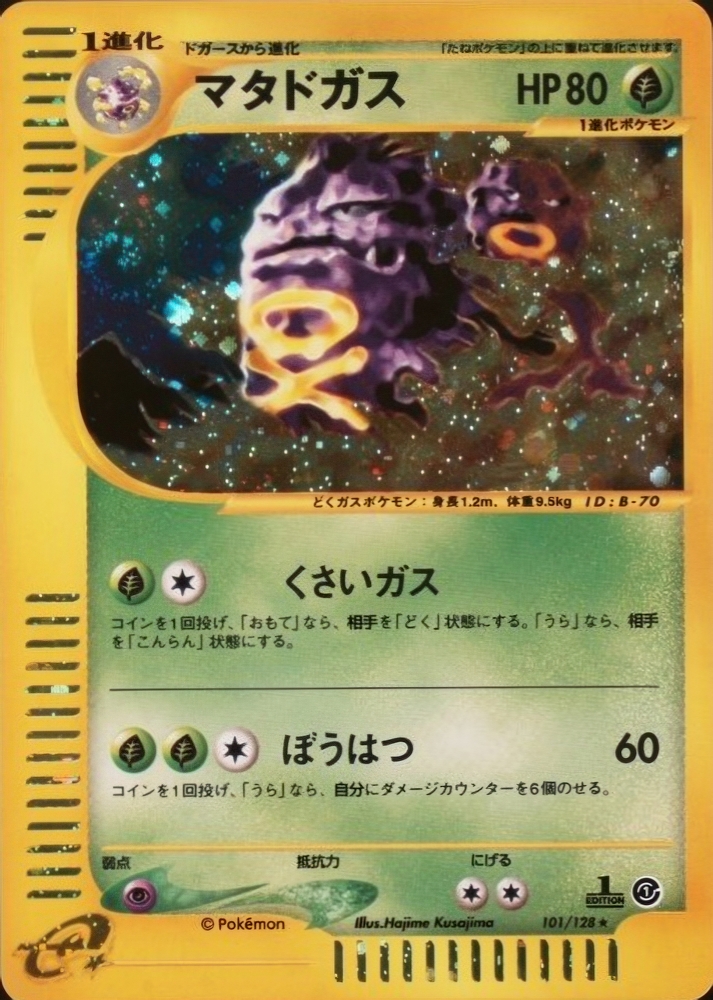 1進化 ドガースから進化 「たねポケモン」の上に重ねて進化させます。
マタドガス HP80
1進化ポケモン
どくガスポケモン：身長1.2m、体重9.5kg ID:B-70
くさいガス
コインを1回投げ、「おもて」なら、相手を「どく」状態にする。「うら」なら、相手
を「こんらん」状態にする。
ぼうはつ 60
コインを1回投げ、「うら」なら、自分にダメージカウンターを6個のせる。
弱点 抵抗力 にげる
1
EDITION
© Pokémon Illus.Hajime Kusajima 101/128★